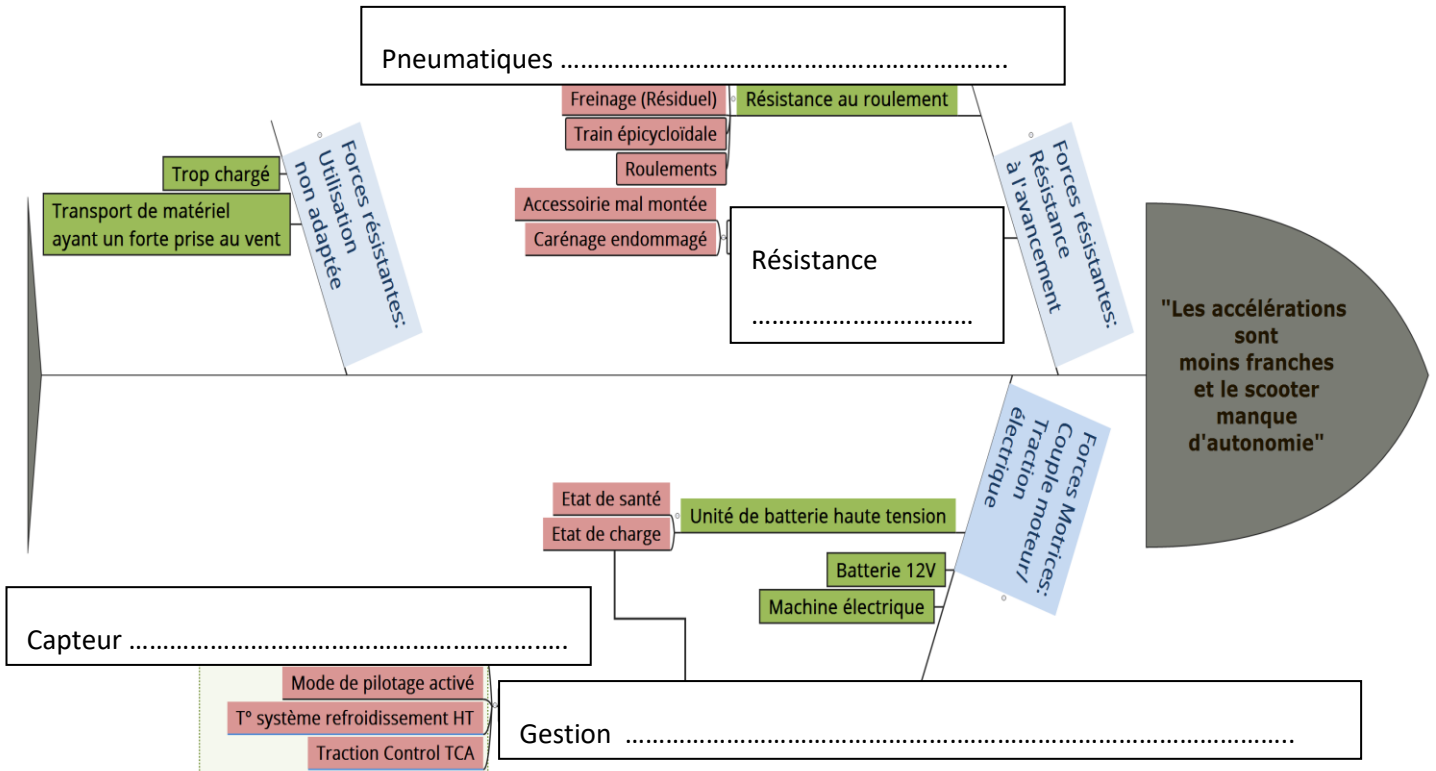 Pneumatiques ……………………………………………………………..
Freinage (Résiduel)
Résistance au roulement
Train épicycloïdale
Roulements
Accessoirie mal montée
Carénage endommagé
Résistance
……………………………
Forces résistantes:
Résistance
à l'avancement
Trop chargé
Transport de matériel
ayant un forte prise au vent
Forces résistantes:
Utilisation
non adaptée
"Les accélérations
sont
moins franches
et le scooter
manque
d'autonomie"
Forces Motrices:
Couple moteur/
Traction
électrique
Etat de santé
Etat de charge
Unité de batterie haute tension
Batterie 12V
Machine électrique
Capteur ………………………………………………………….
Mode de pilotage activé
T° système refroidissement HT
Traction Control TCA
Gestion …………………………………………………………………………………………..